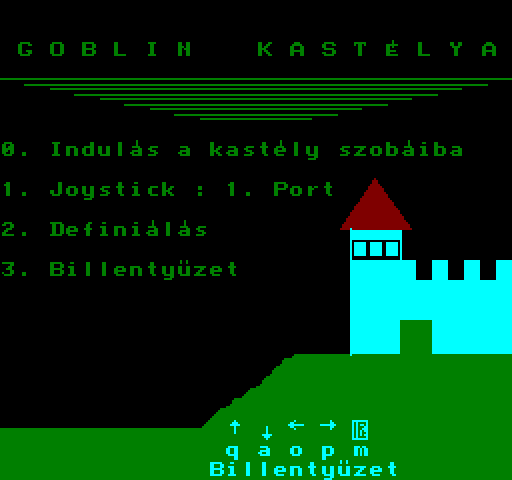 GOBLIN KASTÉLYA
0. Indulás a kastély szobáiba
1. Joystick : 1. Port
2. Definiálás
3. Billentyüzet
↑ ↓ ← →
q a o p m
Billentyüzet